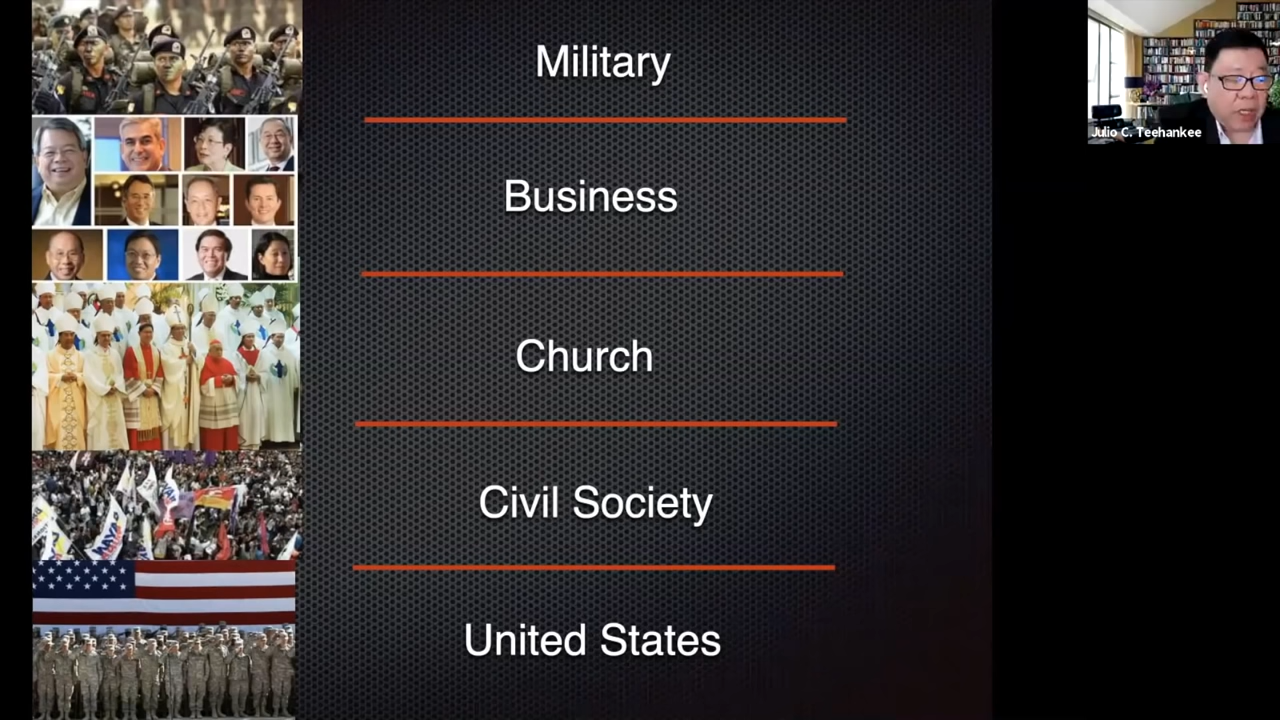 Military
Julio C. Teehankee
Business
Church
Civil Society
United States